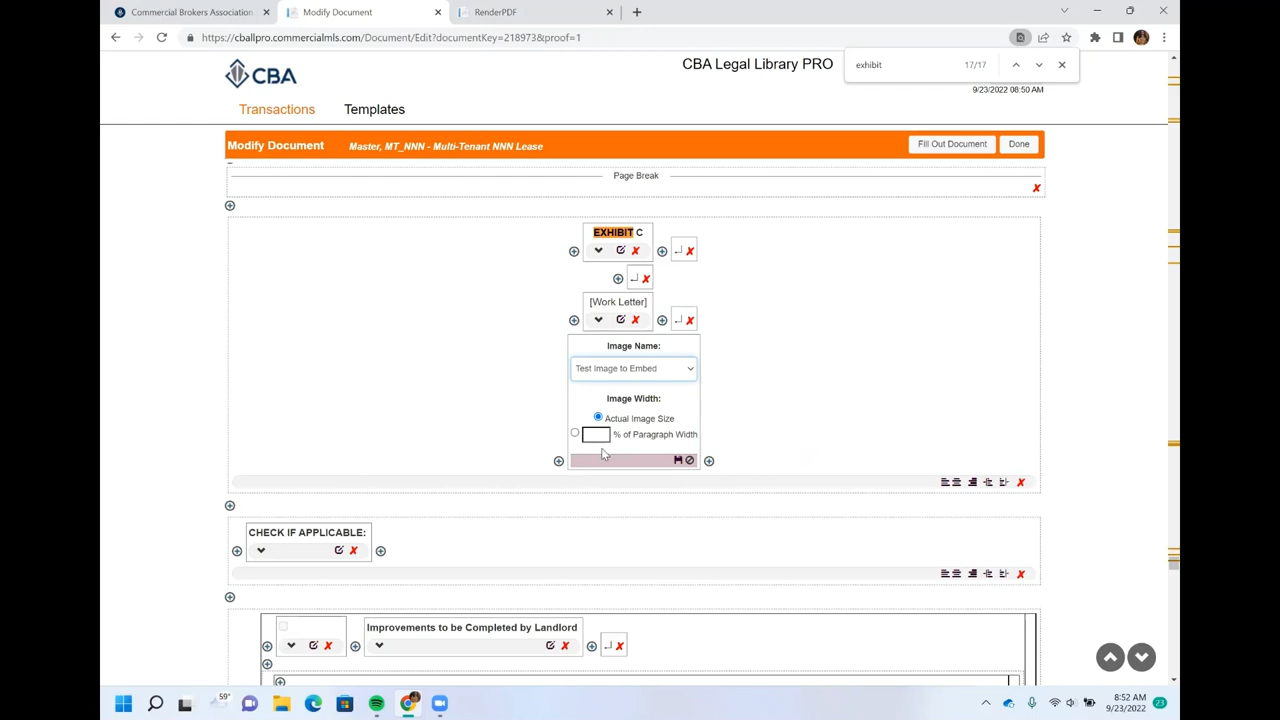 Commercial Brokers Association
Modify Document
RenderPDF
https://cballpro.commercialmls.com/Document/Edit?documentKey=218973&proof=1
exhibit
17/17
CBA
CBA Legal Library PRO
9/23/2022 08:50 AM
Transactions
Templates
Modify Document
Master, MT_NNN - Multi-Tenant NNN Lease
Fill Out Document
Done
Page Break
EXHIBIT C
[Work Letter]
Image Name:
Test Image to Embed
Image Width:
Actual Image Size
% of Paragraph Width
CHECK IF APPLICABLE:
Improvements to be Completed by Landlord
59°
8:52 AM
9/23/2022
23